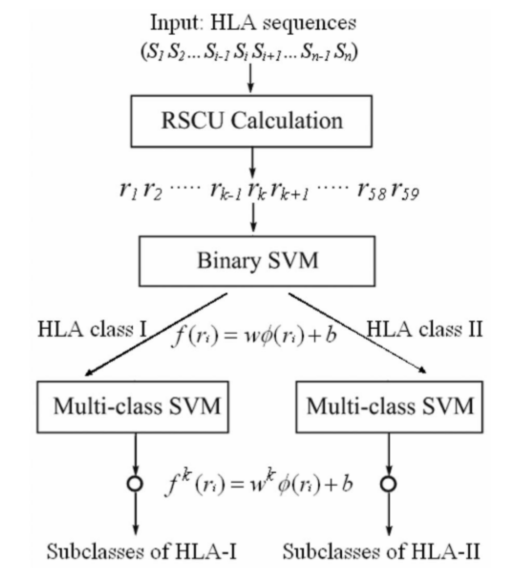 Input: HLA sequences
(S1 S2...Si-1 Si Si+1...Sn-1 Sn)
RSCU Calculation
r1 r2 ····· rk-1 rk rk+1 ····· r58 r59
Binary SVM
HLA class I f(ri) = wϕ(ri)+b HLA class II
Multi-class SVM Multi-class SVM
f^k(ri) = w^k ϕ(ri)+b
Subclasses of HLA-I Subclasses of HLA-II